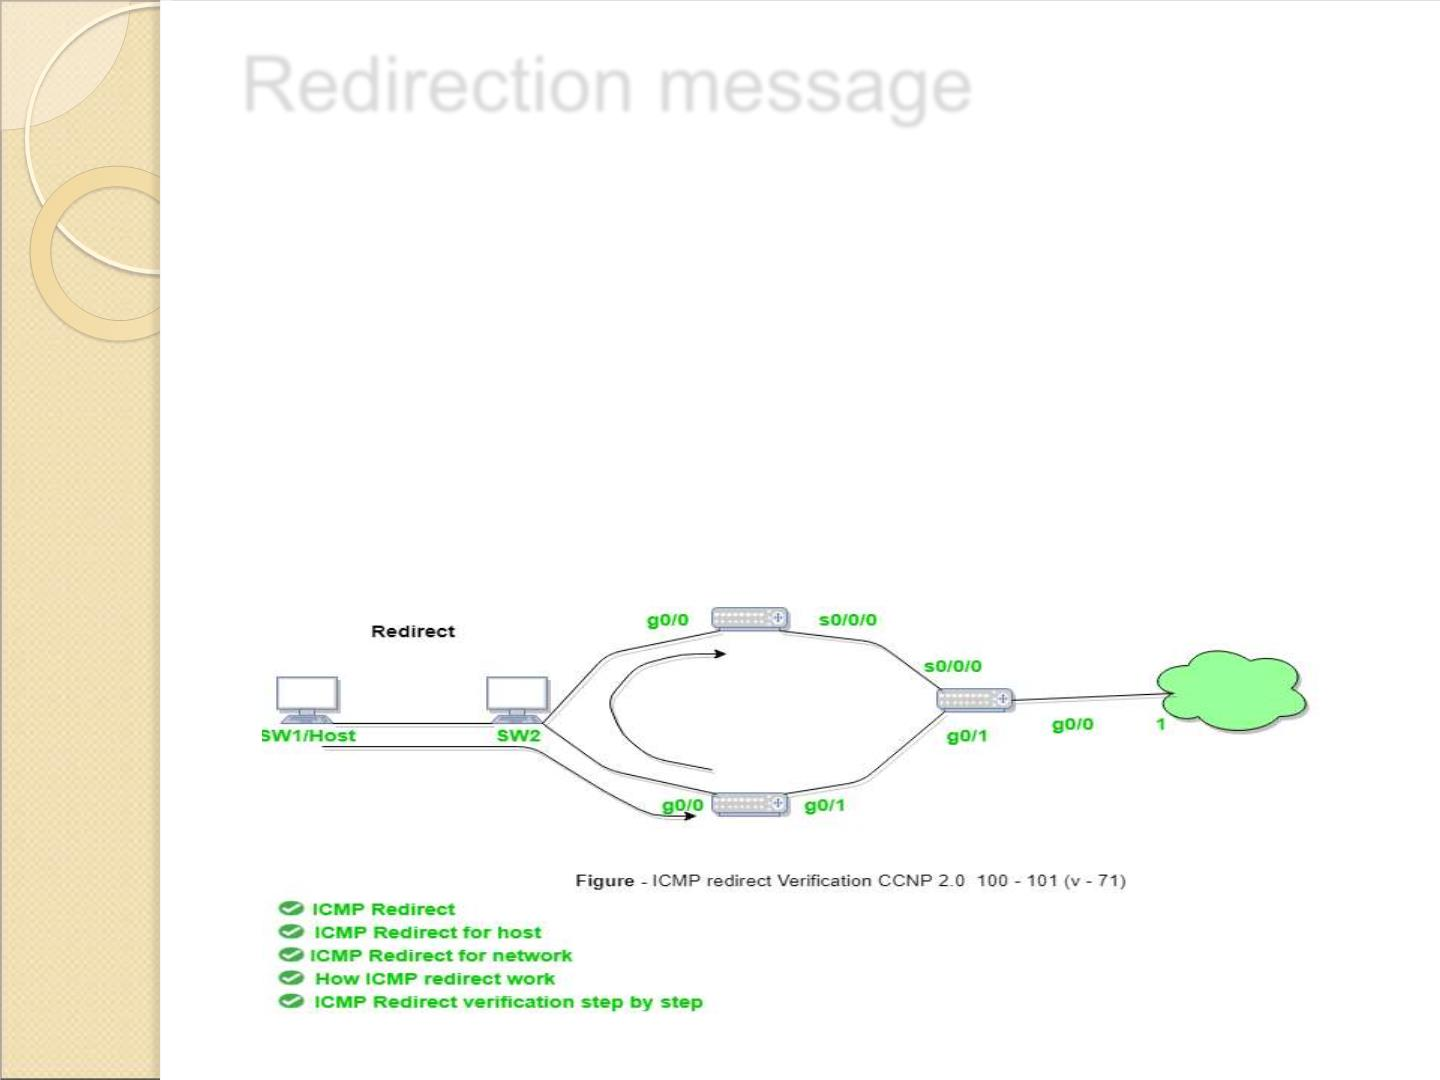 Redirection message
g0/0
s0/0/0
Redirect
s0/0/0
SW1/Host
SW2
g0/1
g0/0
1
g0/0
g0/1
Figure - ICMP redirect Verification CCNP 2.0 100 - 101 (v - 71)
ICMP Redirect
ICMP Redirect for host
ICMP Redirect for network
How ICMP redirect work
ICMP Redirect verification step by step